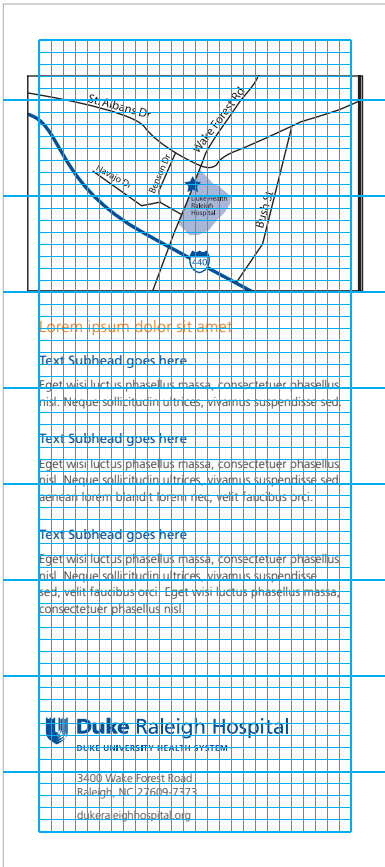 St. Albans Dr
Wake Forest Rd
Navajo Dr
Benson Dr
Duke Health
Raleigh
Hospital
Bush St
440
Lorem ipsum dolor sit amet
Text Subhead goes here
Eget wisi luctus phasellus massa, consectetuer phasellus
nisl. Neque sollicitudin ultrices, vivamus suspendisse sed.
Text Subhead goes here
Eget wisi luctus phasellus massa, consectetuer phasellus
nisl. Neque sollicitudin ultrices, vivamus suspendisse sed
aenean lorem blandit lorem nec, velit faucibus orci.
Text Subhead goes here
Eget wisi luctus phasellus massa, consectetuer phasellus
nisl. Neque sollicitudin ultrices, vivamus suspendisse
sed, velit faucibus orci. Eget wisi luctus phasellus massa,
consectetuer phasellus nisl.
Duke Raleigh Hospital
DUKE UNIVERSITY HEALTH SYSTEM
3400 Wake Forest Road
Raleigh, NC 27609-7373
dukeraleighhospital.org